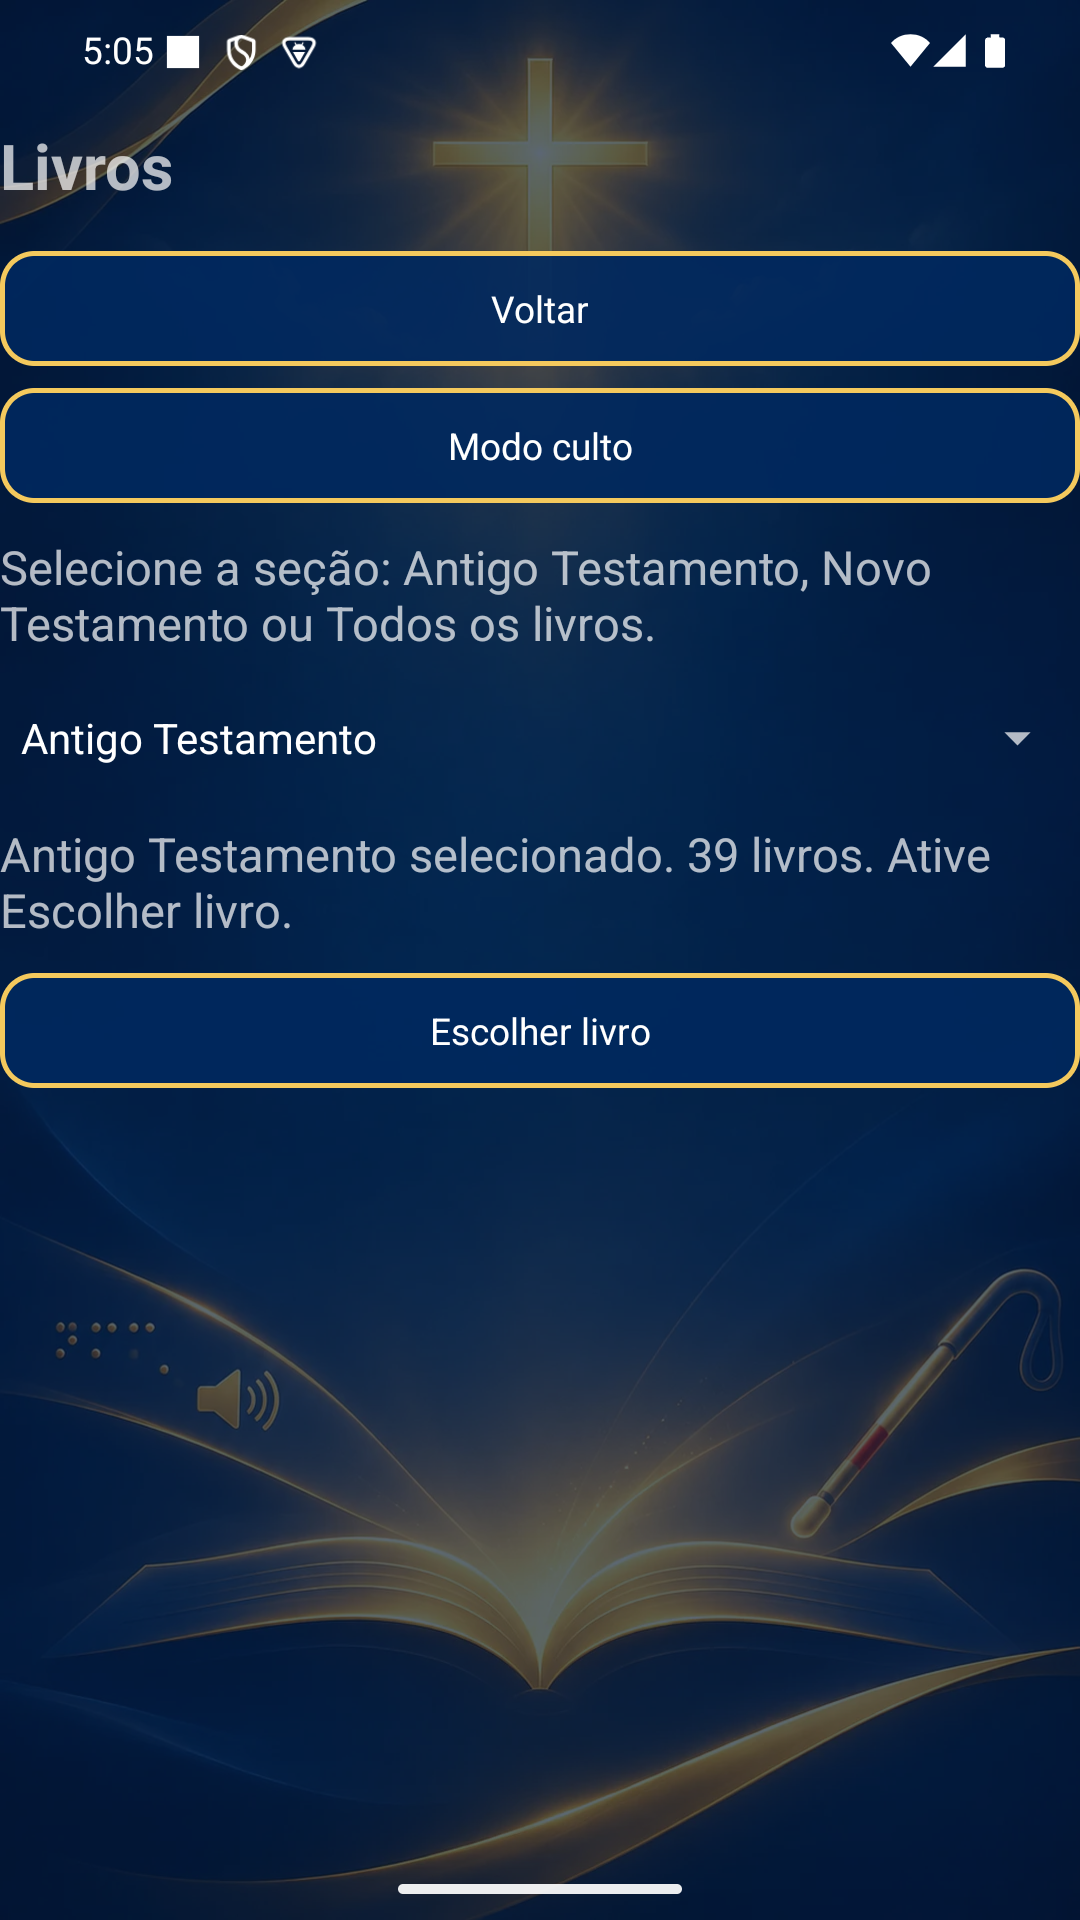 5:05
Livros
Voltar
Modo culto
Selecione a seção: Antigo Testamento, Novo
Testamento ou Todos os livros.
Antigo Testamento
Antigo Testamento selecionado. 39 livros. Ative
Escolher livro.
Escolher livro